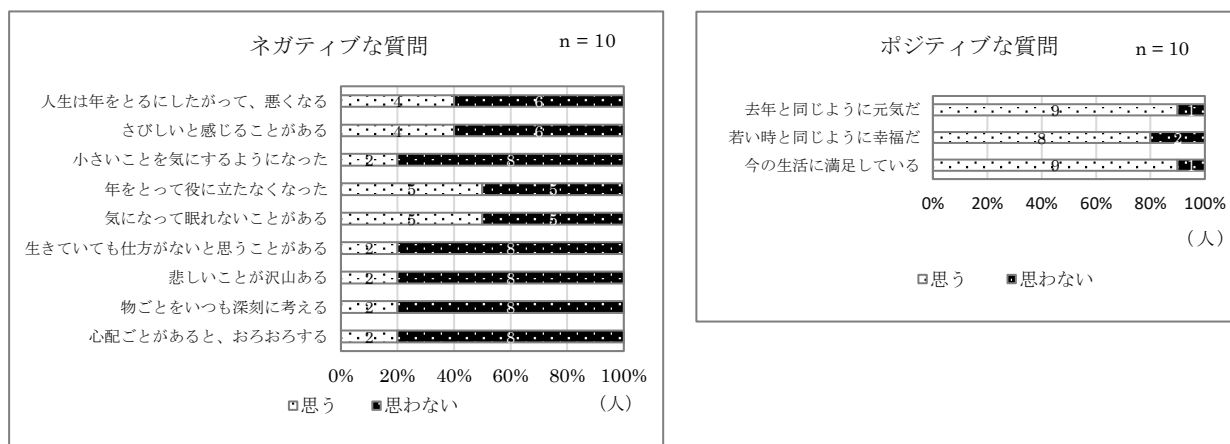 ネガティブな質問 n = 10
人生は年をとるにしたがって、悪くなる 4 6
さびしいと感じることがある 4 6
小さいことを気にするようになった 2 8
年をとって役に立たなくなった 5 5
気になって眠れないことがある 5 5
生きていても仕方がないと思うことがある 2 8
悲しいことが沢山ある 2 8
物ごとをいつも深刻に考える 2 8
心配ごとがあると、おろおろする 2 8
0% 20% 40% 60% 80% 100%
思う 思わない (人)
ポジティブな質問 n = 10
去年と同じように元気だ 9 1
若い時と同じように幸福だ 8 2
今の生活に満足している 9 1
0% 20% 40% 60% 80% 100%
(人)
思う 思わない